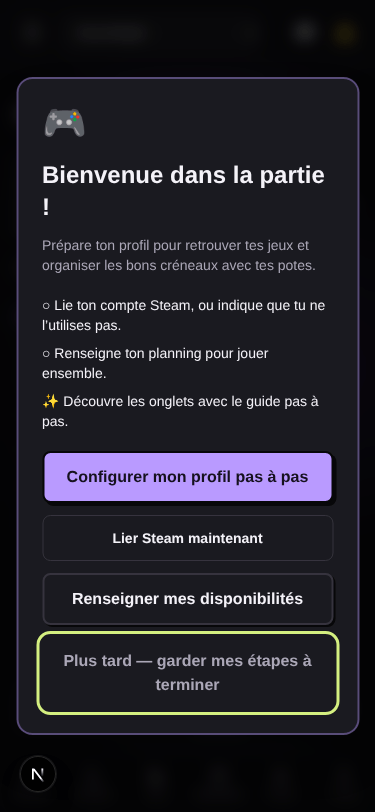 Bienvenue dans la partie
!
Prépare ton profil pour retrouver tes jeux et
organiser les bons créneaux avec tes potes.
○ Lie ton compte Steam, ou indique que tu ne
l'utilises pas.
○ Renseigne ton planning pour jouer
ensemble.
✨ Découvre les onglets avec le guide pas à
pas.
Configurer mon profil pas à pas
Lier Steam maintenant
Renseigner mes disponibilités
Plus tard — garder mes étapes à
terminer
N